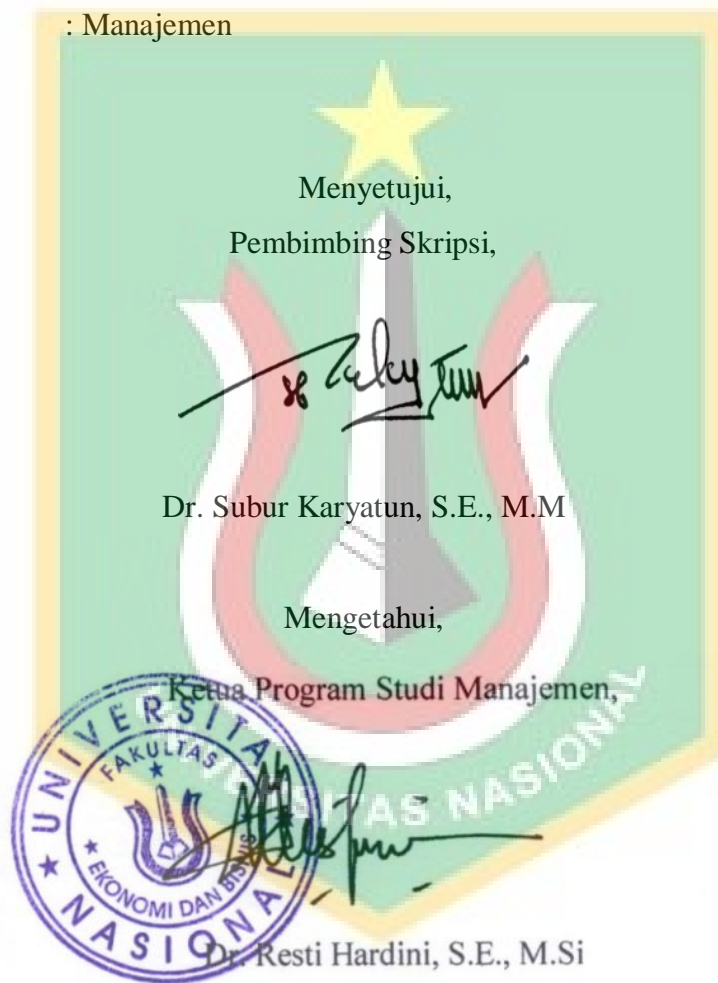 : Manajemen
Menyetujui,
Pembimbing Skripsi,
Dr. Subur Karyatun, S.E., M.M
Mengetahui,
Ketua Program Studi Manajemen,
UNIVERSITAS NASIONAL
UNIVERSITAS NASIONAL
FAKULTAS
EKONOMI DAN BISNIS
Dr. Resti Hardini, S.E., M.Si